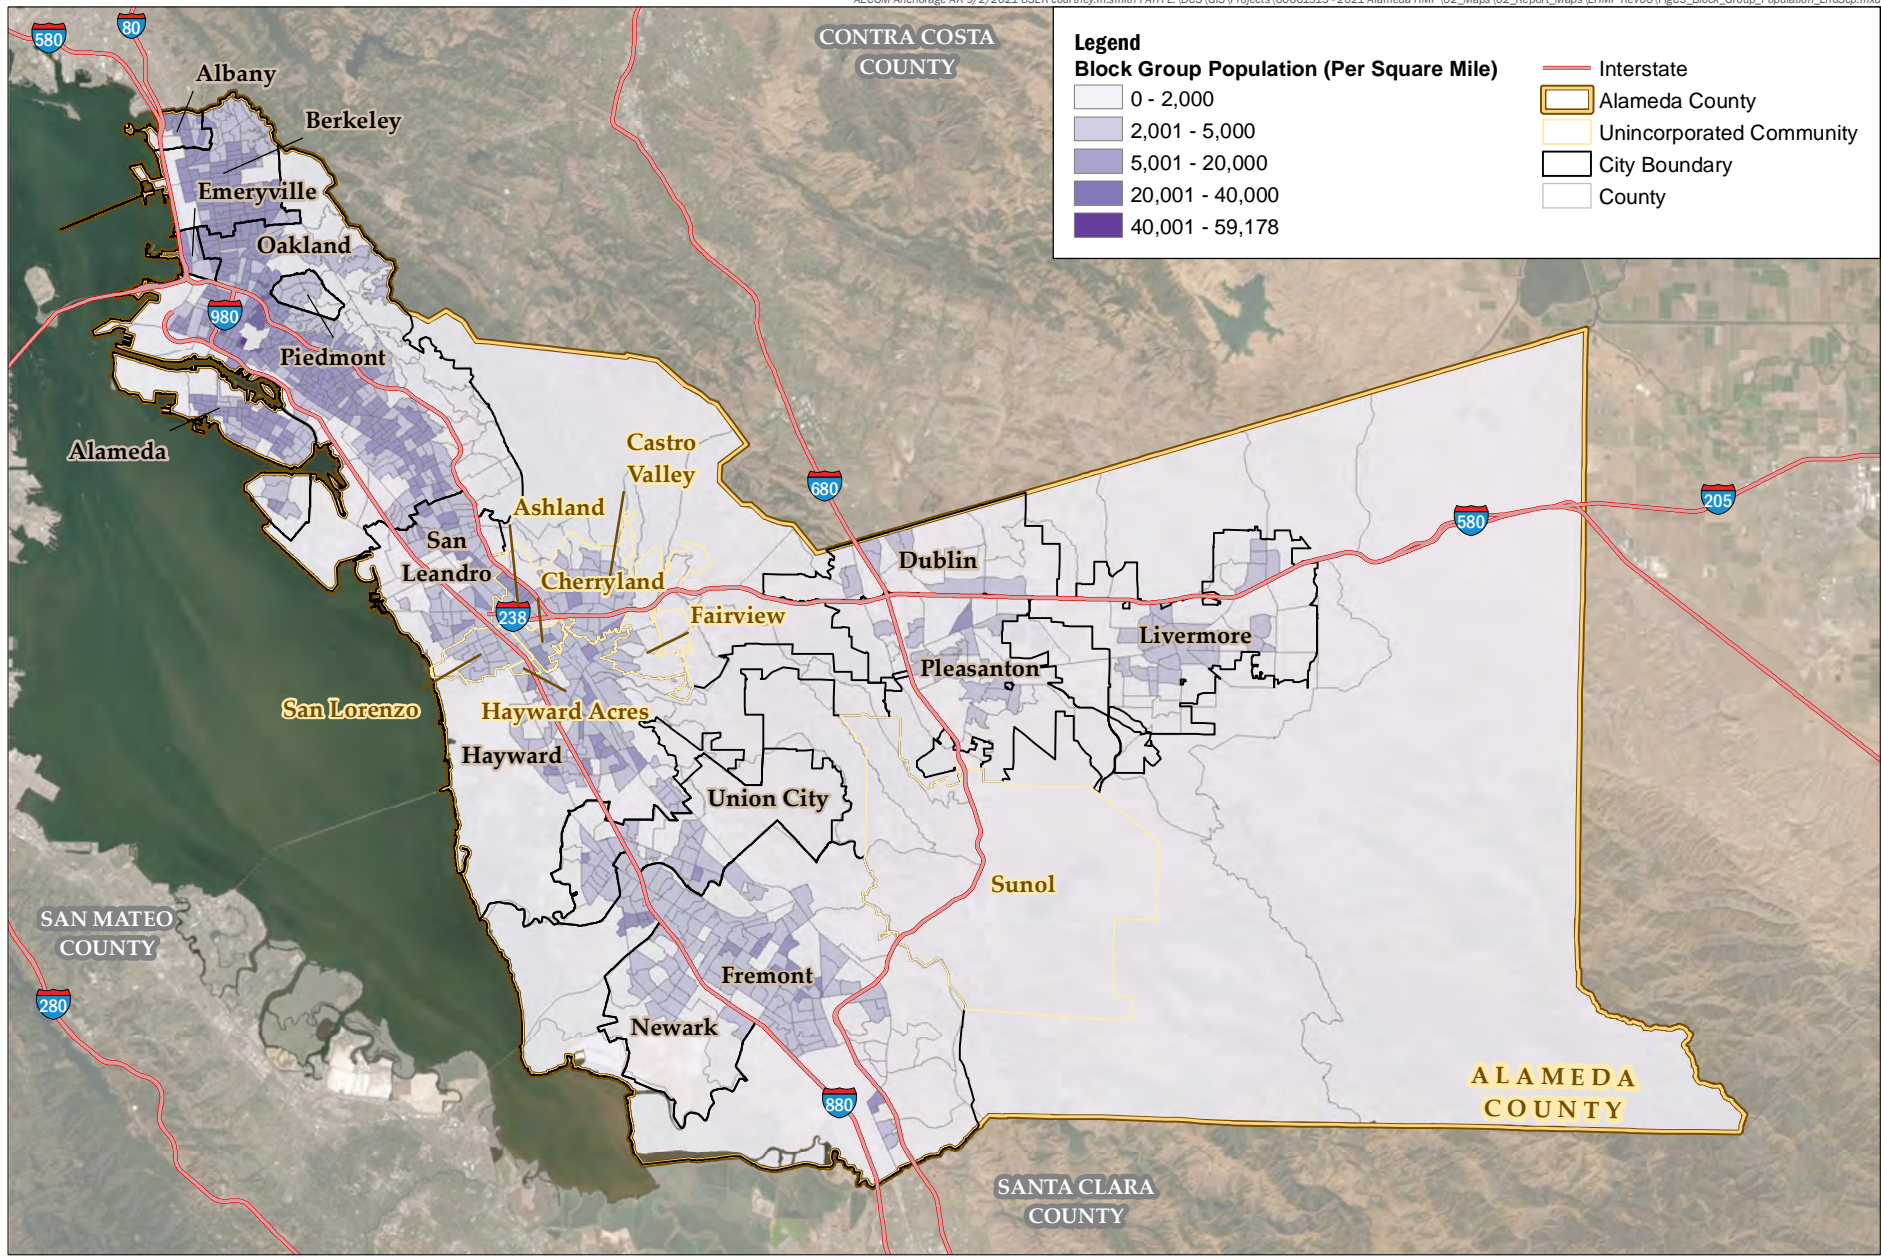 Legend
Block Group Population (Per Square Mile)
0 - 2,000
2,001 - 5,000
5,001 - 20,000
20,001 - 40,000
40,001 - 59,178
Interstate
Alameda County
Unincorporated Community
City Boundary
County
CONTRA COSTA
COUNTY
580
80
Albany
Berkeley
Emeryville
Oakland
980
Piedmont
Alameda
Castro
Valley
680
Ashland
205
580
San
Leandro
Cherryland
Dublin
238
Fairview
Livermore
Pleasanton
San Lorenzo
Hayward Acres
Hayward
Union City
Sunol
SAN MATEO
COUNTY
Fremont
280
Newark
880
ALAMEDA
COUNTY
SANTA CLARA
COUNTY